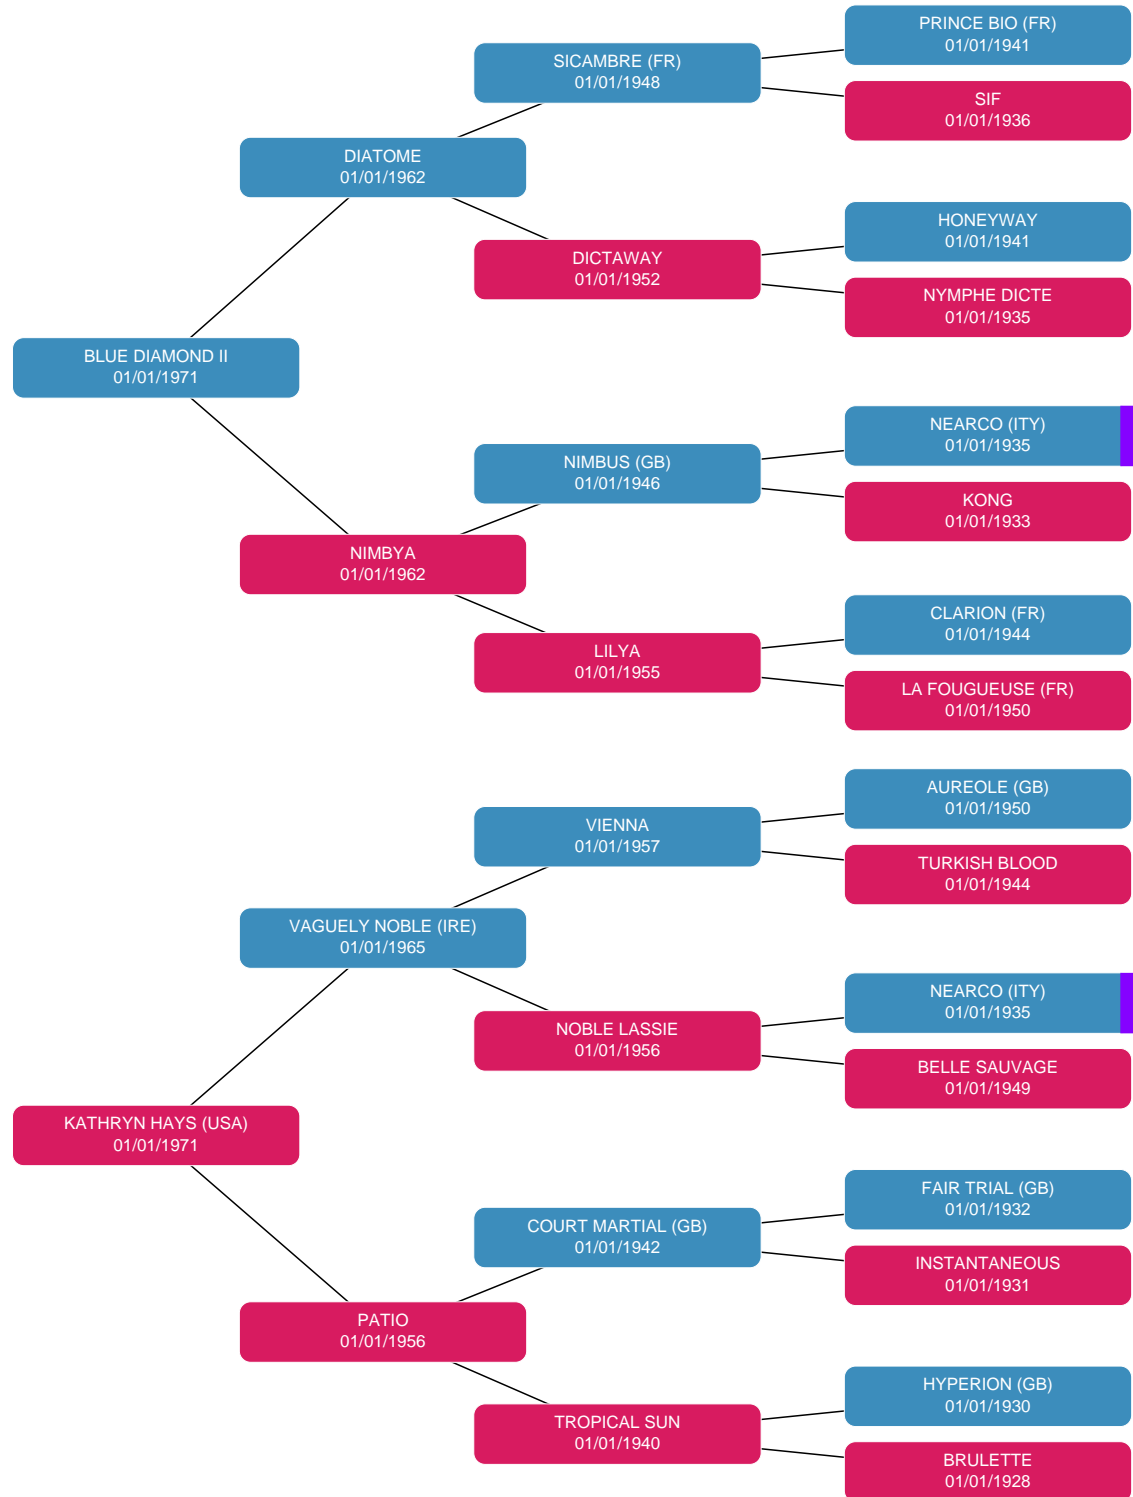 PRINCE BIO (FR)
01/01/1941
SICAMBRE (FR)
01/01/1948
SIF
01/01/1936
DIATOME
01/01/1962
HONEYWAY
01/01/1941
DICTAWAY
01/01/1952
NYMPHE DICTE
01/01/1935
BLUE DIAMOND II
01/01/1971
NEARCO (ITY)
01/01/1935
NIMBUS (GB)
01/01/1946
KONG
01/01/1933
NIMBYA
01/01/1962
CLARION (FR)
01/01/1944
LILYA
01/01/1955
LA FOUGUEUSE (FR)
01/01/1950
AUREOLE (GB)
01/01/1950
VIENNA
01/01/1957
TURKISH BLOOD
01/01/1944
VAGUELY NOBLE (IRE)
01/01/1965
NEARCO (ITY)
01/01/1935
NOBLE LASSIE
01/01/1956
BELLE SAUVAGE
01/01/1949
KATHRYN HAYS (USA)
01/01/1971
FAIR TRIAL (GB)
01/01/1932
COURT MARTIAL (GB)
01/01/1942
INSTANTANEOUS
01/01/1931
PATIO
01/01/1956
HYPERION (GB)
01/01/1930
TROPICAL SUN
01/01/1940
BRULETTE
01/01/1928